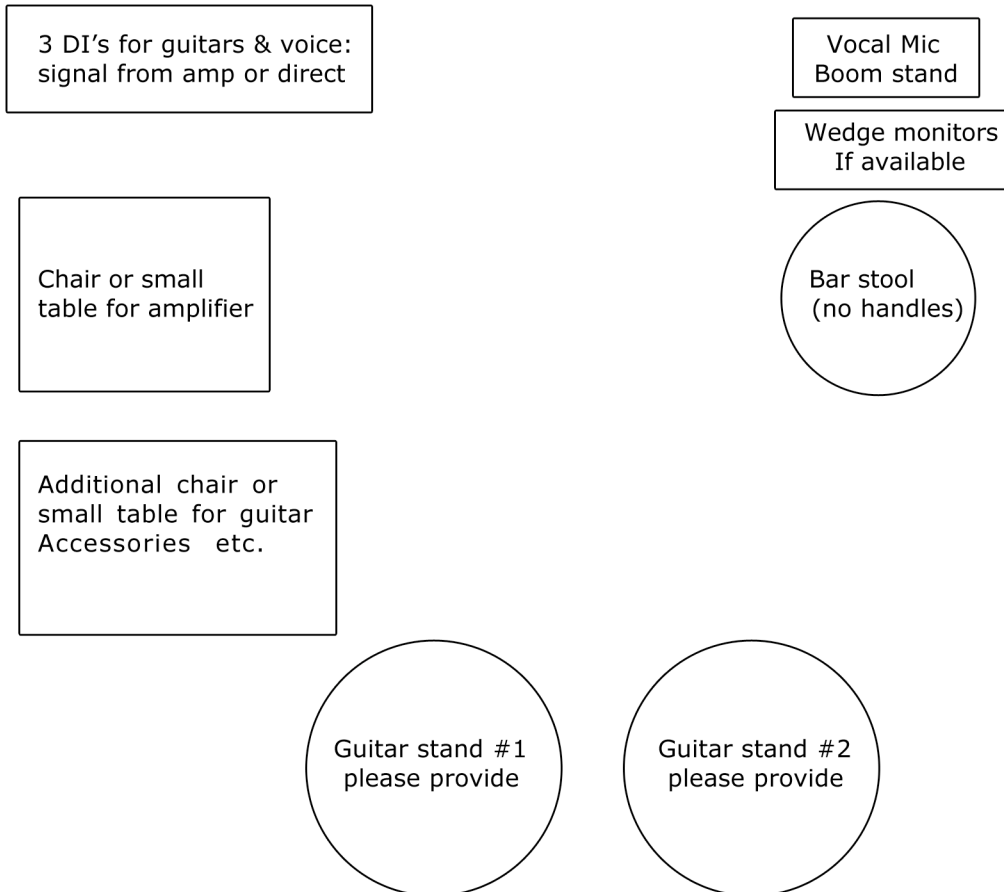 3 DI’s for guitars & voice:
signal from amp or direct
Vocal Mic
Boom stand
Wedge monitors
If available
Chair or small
table for amplifier
Bar stool
(no handles)
Additional chair or
small table for guitar
Accessories etc.
Guitar stand #1
please provide
Guitar stand #2
please provide